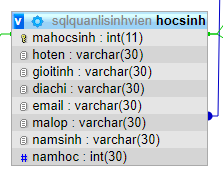 v sqlquanlisinhvien hocsinh
mahocsinh : int(11)
hoten : varchar(30)
gioitinh : varchar(30)
diachi : varchar(30)
email : varchar(30)
malop : varchar(30)
namsinh : varchar(30)
# namhoc : int(30)